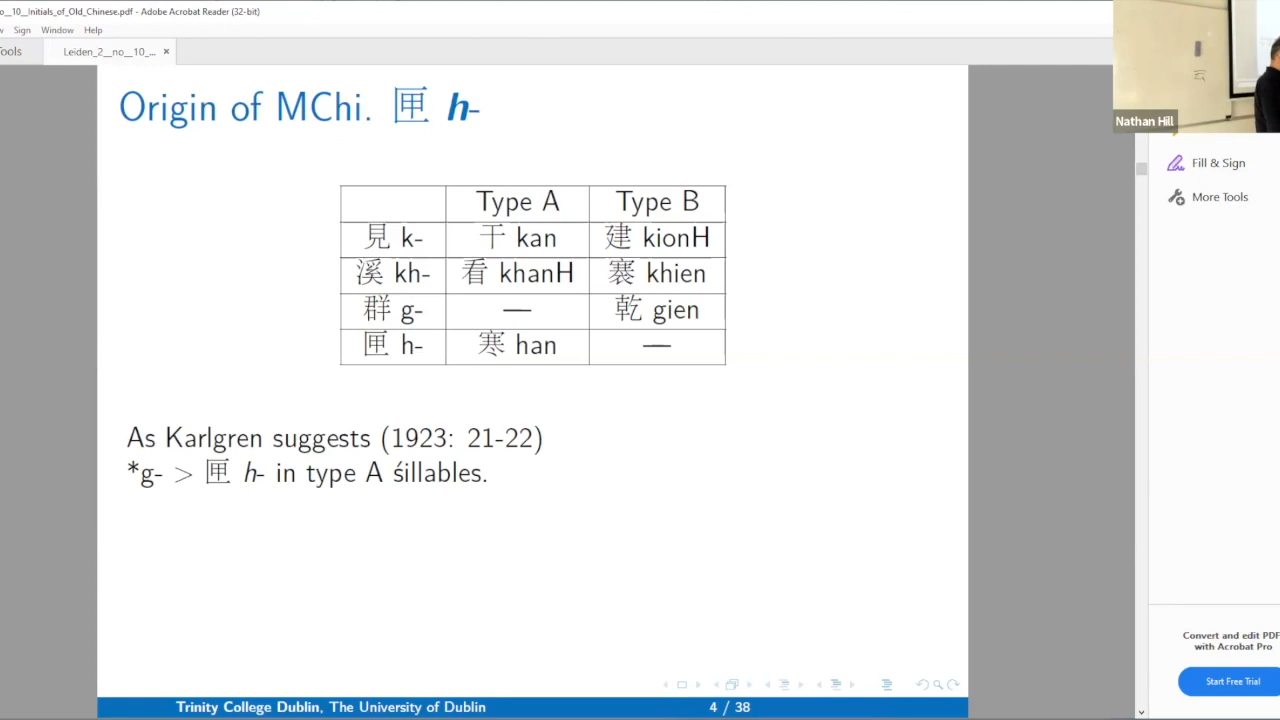 o__10__Initials_of_Old_Chinese.pdf - Adobe Acrobat Reader (32-bit)
Sign Window Help
Tools Leiden_2__no__10_... ×
Origin of MChi. 匣 h-
Type A Type B
見 k- 干 kan 建 kionH
溪 kh- 看 khanH 褰 khien
群 g- — 乾 gien
匣 h- 寒 han —
As Karlgren suggests (1923: 21-22)
*g- > 匣 h- in type A śillables.
Trinity College Dublin, The University of Dublin 4 / 38
云
Nathan Hill
Fill & Sign
More Tools
Convert and edit PDF
with Acrobat Pro
Start Free Trial